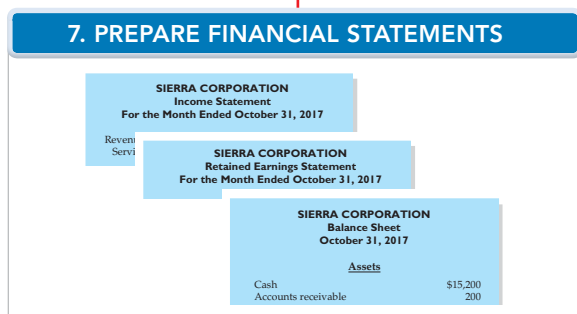 7. PREPARE FINANCIAL STATEMENTS
SIERRA CORPORATION
Income Statement
For the Month Ended October 31, 2017
SIERRA CORPORATION
Retained Earnings Statement
For the Month Ended October 31, 2017
SIERRA CORPORATION
Balance Sheet
October 31, 2017
Assets
Cash $15,200
Accounts receivable 200